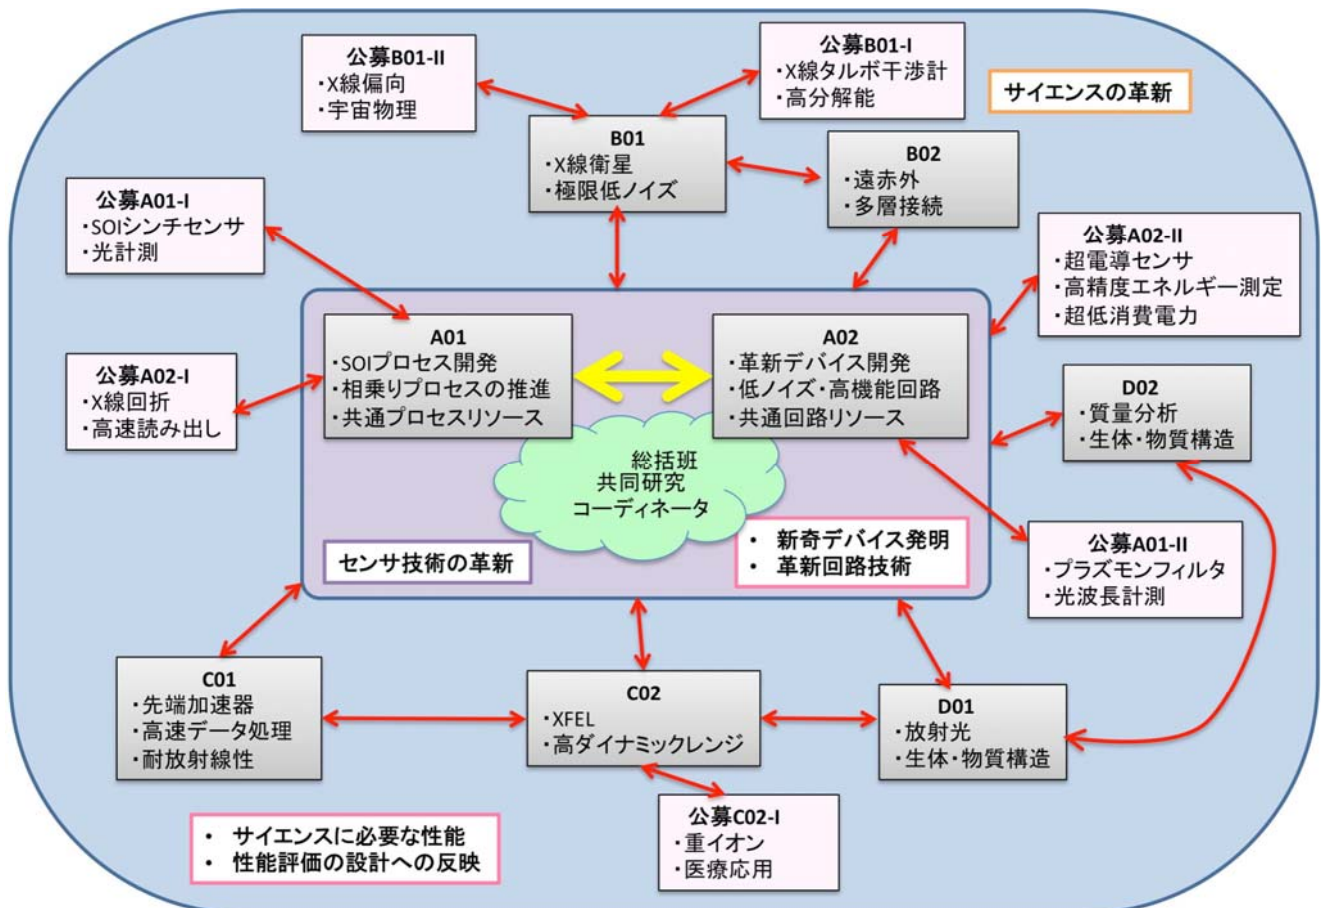 公募B01-II
・X線偏向
・宇宙物理
公募B01-I
・X線タルボ干渉計
・高分解能
サイエンスの革新
B01
・X線衛星
・極限低ノイズ
B02
・遠赤外
・多層接続
公募A01-I
・SOIシンチセンサ
・光計測
公募A02-II
・超電導センサ
・高精度エネルギー測定
・超低消費電力
A01
・SOIプロセス開発
・相乗りプロセスの推進
・共通プロセスリソース
A02
・革新デバイス開発
・低ノイズ・高機能回路
・共通回路リソース
公募A02-I
・X線回折
・高速読み出し
D02
・質量分析
・生体・物質構造
総括班
共同研究
コーディネータ
センサ技術の革新
• 新奇デバイス発明
• 革新回路技術
公募A01-II
・プラズモンフィルタ
・光波長計測
C01
・先端加速器
・高速データ処理
・耐放射線性
C02
・XFEL
・高ダイナミックレンジ
D01
・放射光
・生体・物質構造
公募C02-I
・重イオン
・医療応用
• サイエンスに必要な性能
• 性能評価の設計への反映